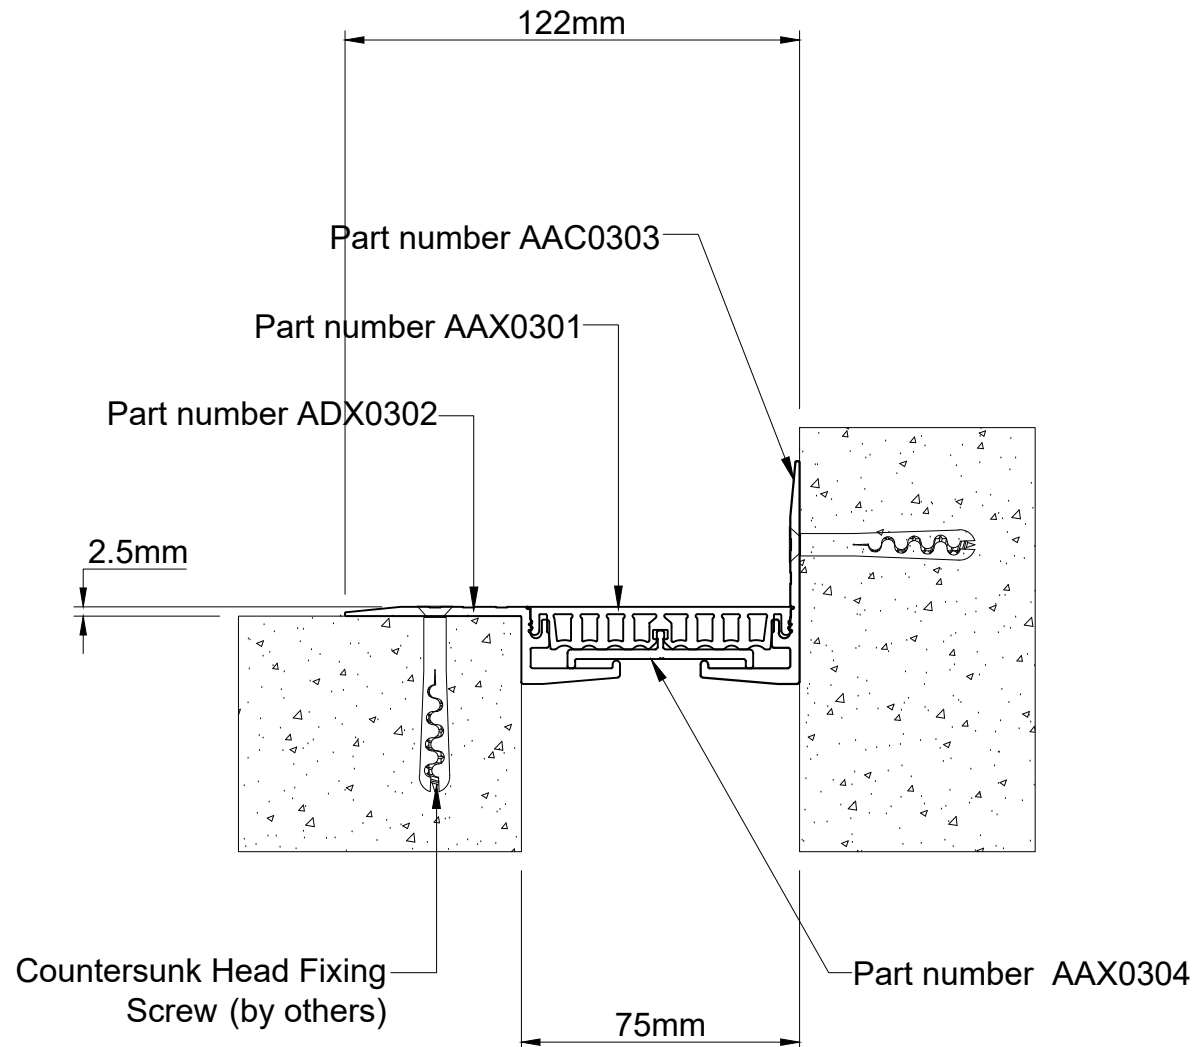 122mm
Part number AAC0303
Part number AAX0301
Part number ADX0302
2.5mm
Countersunk Head Fixing
Screw (by others)
Part number AAX0304
75mm